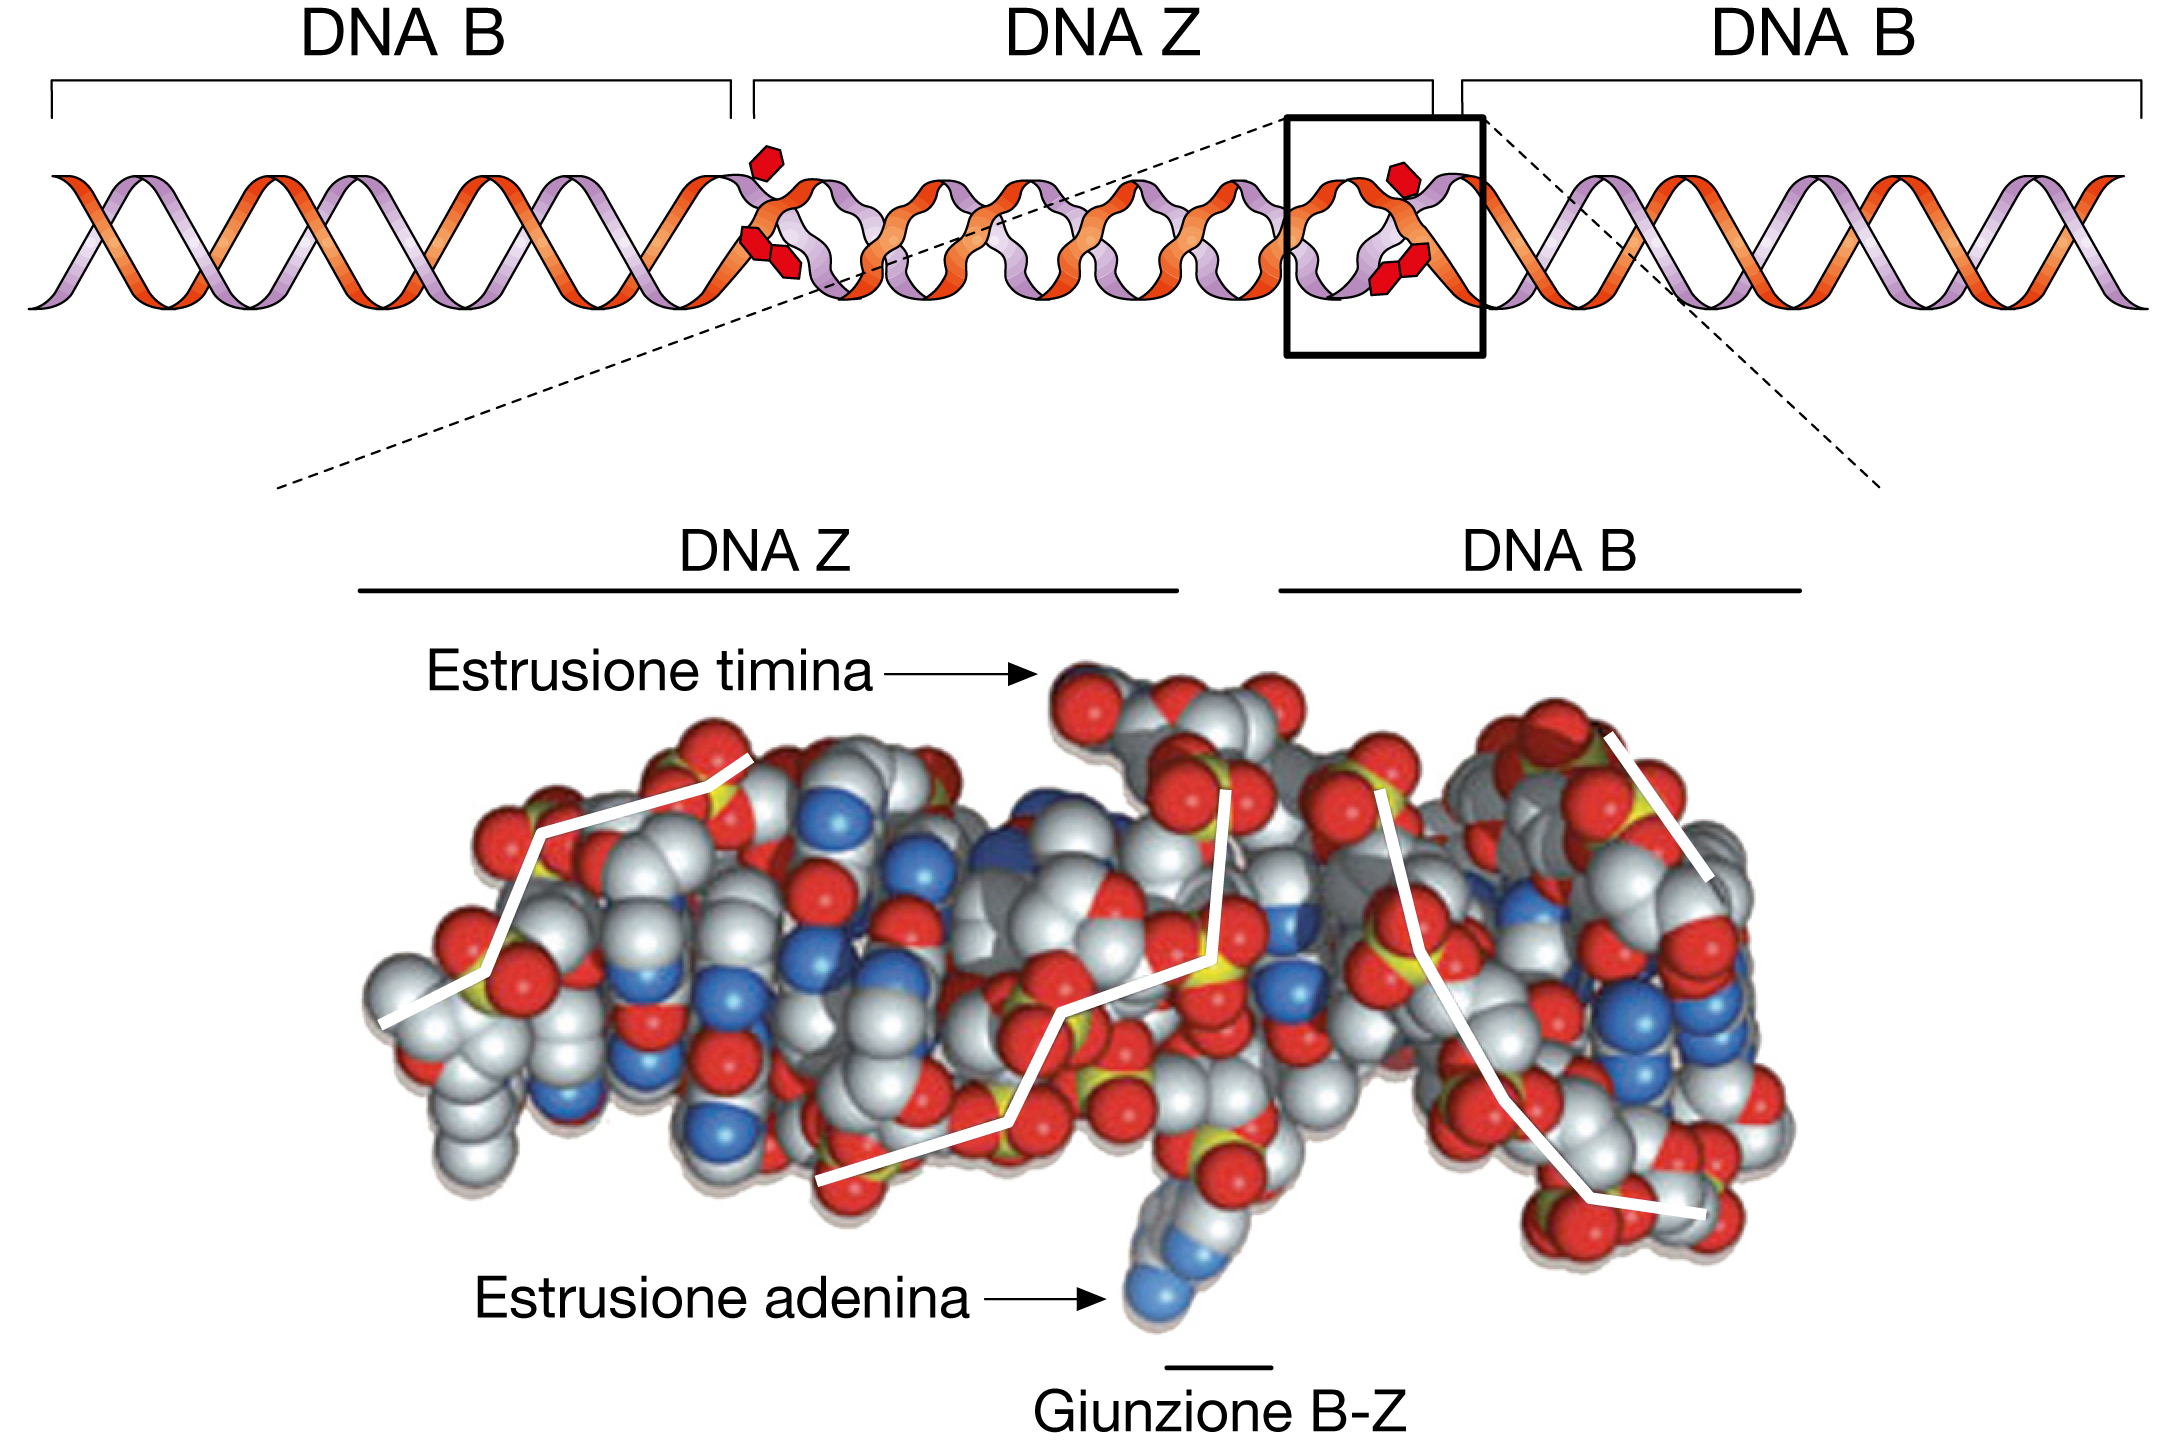 DNA B
DNA Z
DNA B
DNA Z
DNA B
Estrusione timina
Estrusione adenina
Giunzione B-Z